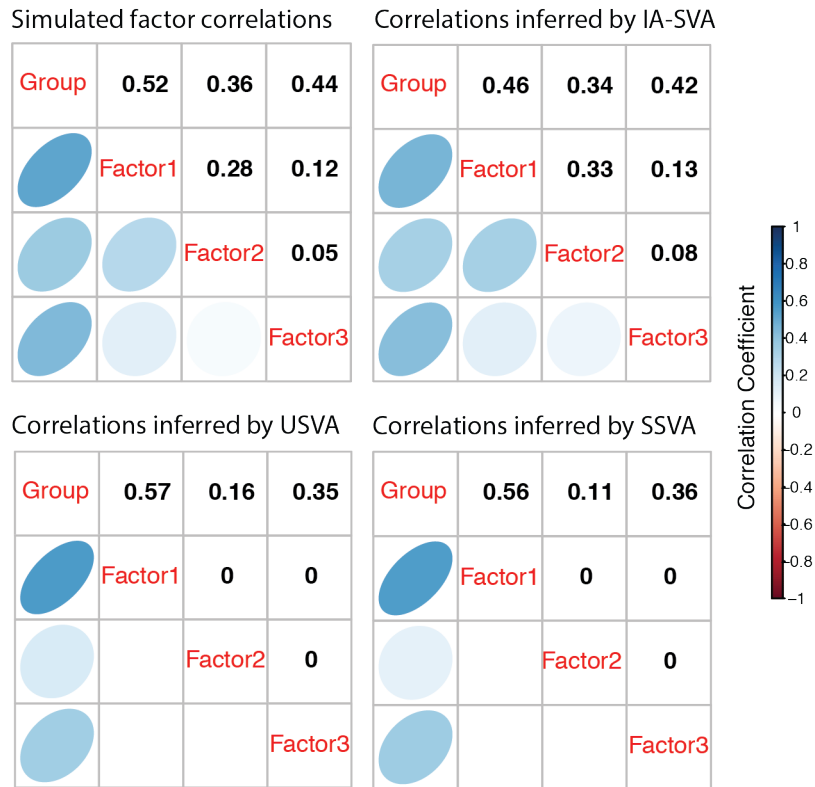 Simulated factor correlations
Group 0.52 0.36 0.44
Factor1 0.28 0.12
Factor2 0.05
Factor3
Correlations inferred by IA-SVA
Group 0.46 0.34 0.42
Factor1 0.33 0.13
Factor2 0.08
Factor3
Correlations inferred by USVA
Group 0.57 0.16 0.35
Factor1 0 0
Factor2 0
Factor3
Correlations inferred by SSVA
Group 0.56 0.11 0.36
Factor1 0 0
Factor2 0
Factor3
Correlation Coefficient
1
0.8
0.6
0.4
0.2
0
-0.2
-0.4
-0.6
-0.8
-1